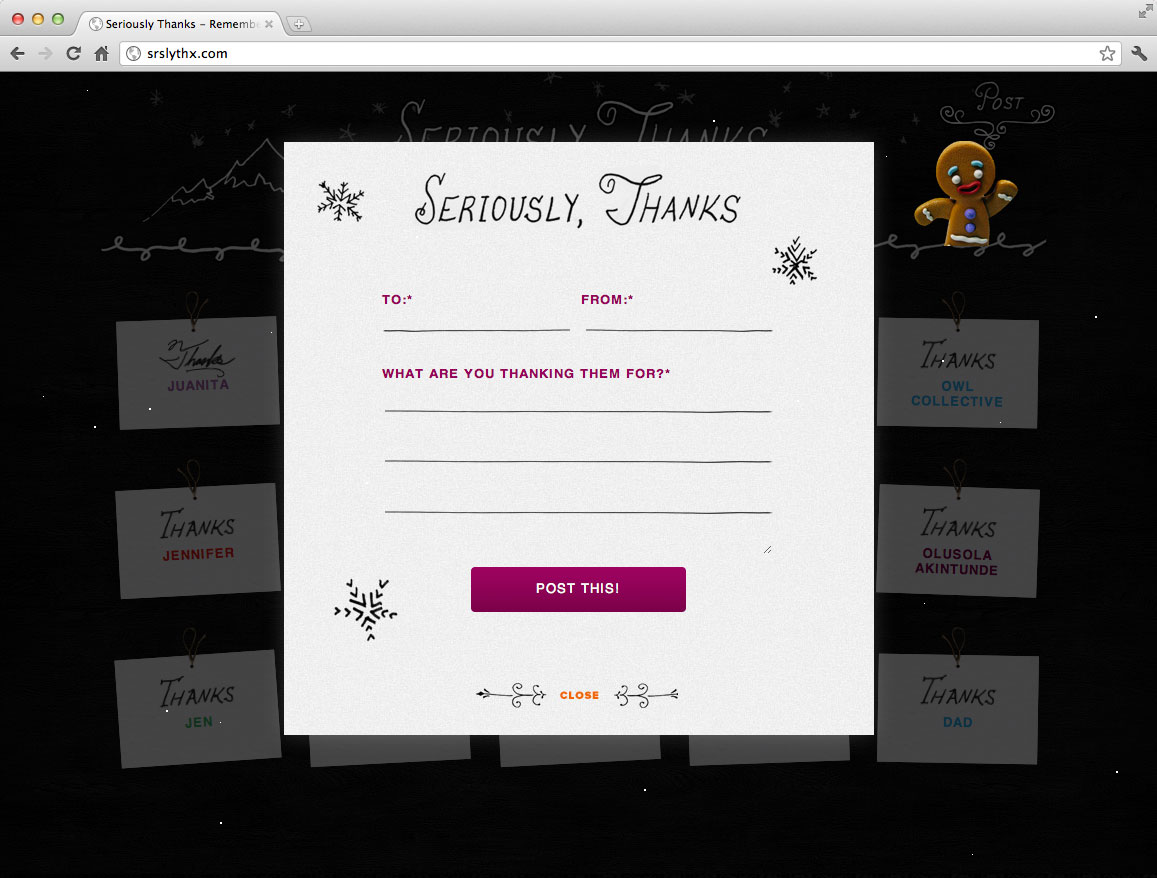 Seriously Thanks – Rememb
srslythx.com
POST
SERIOUSLY THANKS
SERIOUSLY, THANKS
TO:* FROM:*
WHAT ARE YOU THANKING THEM FOR?*
POST THIS!
CLOSE
Thanks
JUANITA
THANKS
OWL
COLLECTIVE
THANKS
JENNIFER
THANKS
OLUSOLA
AKINTUNDE
THANKS
JEN
THANKS
DAD